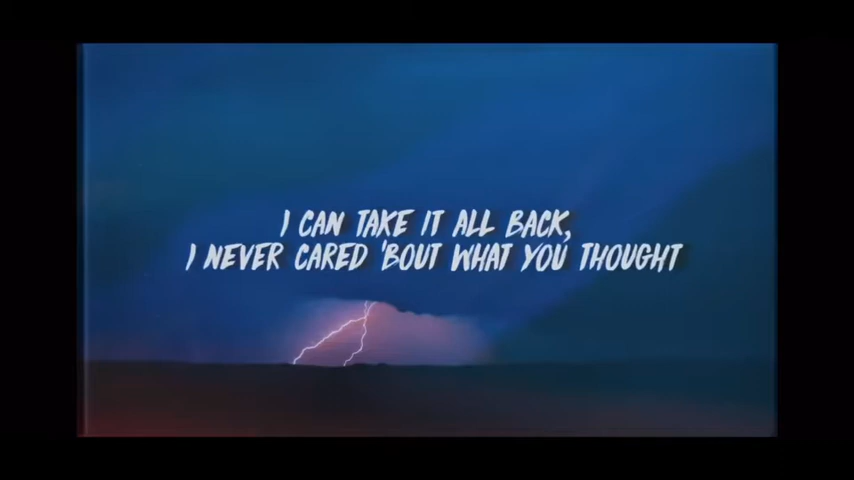 I CAN TAKE IT ALL BACK,
I NEVER CARED 'BOUT WHAT YOU THOUGHT